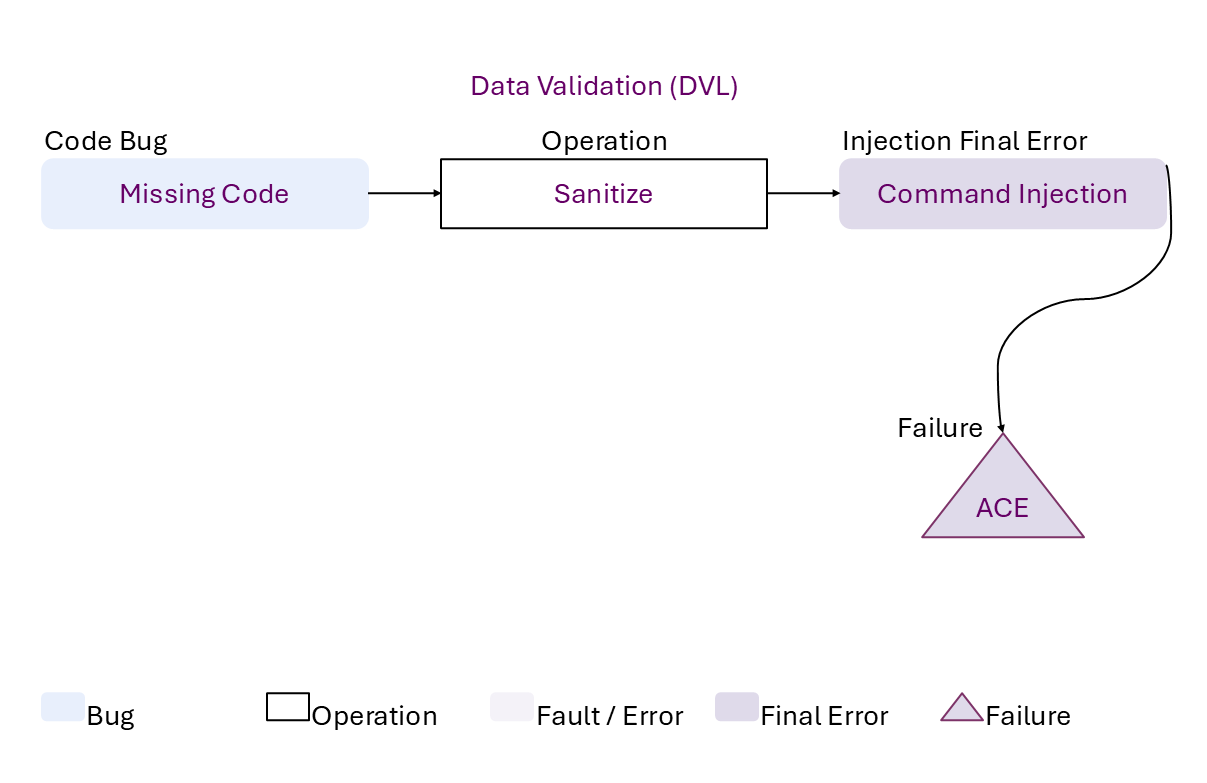 Data Validation (DVL)
Code Bug
Operation
Injection Final Error
Missing Code
Sanitize
Command Injection
Failure
ACE
Bug
Operation
Fault / Error
Final Error
Failure